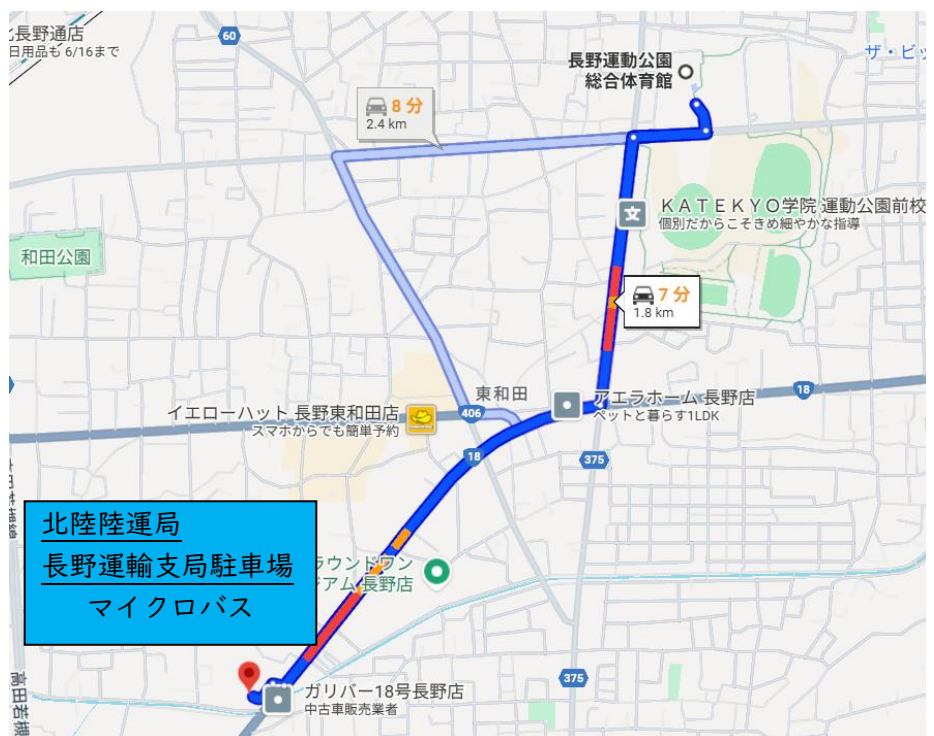 北長野通店
日用品も 6/16まで
60
長野運動公園
総合体育館
ザ・ビッ
8 分
2.4 km
KATEKYO学院 運動公園前校
個別だからこそきめ細やかな指導
和田公園
7 分
1.8 km
18
東和田
アエラホーム 長野店
ペットと暮らす1LDK
イエローハット 長野東和田店
スマホからでも簡単予約
406
18
375
北陸陸運局
長野運輸支局駐車場
マイクロバス
ラウンドワン
ジアム 長野店
375
高田若槻
ガリバー18号長野店
中古車販売業者